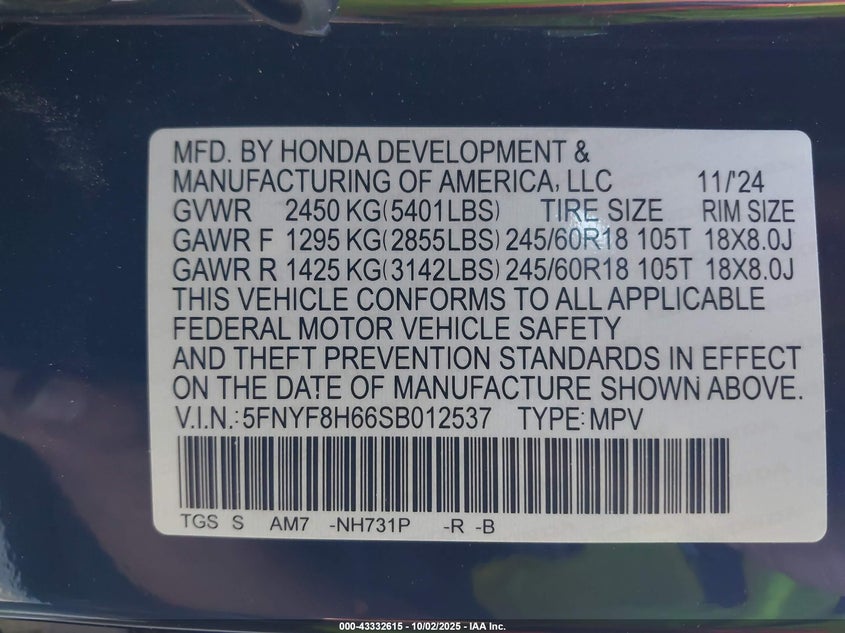 MFD. BY HONDA DEVELOPMENT &
MANUFACTURING OF AMERICA, LLC 11/'24
GVWR 2450 KG(5401LBS) TIRE SIZE RIM SIZE
GAWR F 1295 KG(2855LBS) 245/60R18 105T 18X8.0J
GAWR R 1425 KG(3142LBS) 245/60R18 105T 18X8.0J
THIS VEHICLE CONFORMS TO ALL APPLICABLE
FEDERAL MOTOR VEHICLE SAFETY
AND THEFT PREVENTION STANDARDS IN EFFECT
ON THE DATE OF MANUFACTURE SHOWN ABOVE.
V.I.N.: 5FNYF8H66SB012537 TYPE: MPV
TGS S AM7 -NH731P -R -B
000-43332615 - 10/02/2025 - IAA Inc.